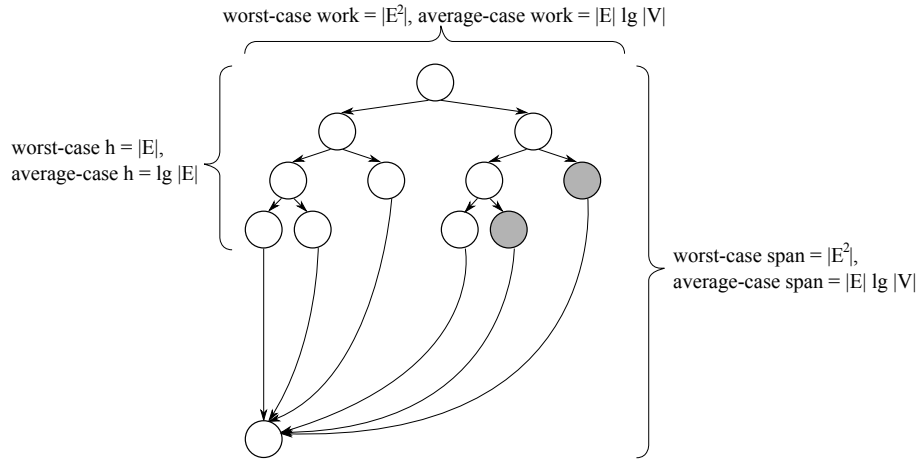 worst-case work = |E²|, average-case work = |E| lg |V|
worst-case h = |E|,
average-case h = lg |E|
worst-case span = |E²|,
average-case span = |E| lg |V|